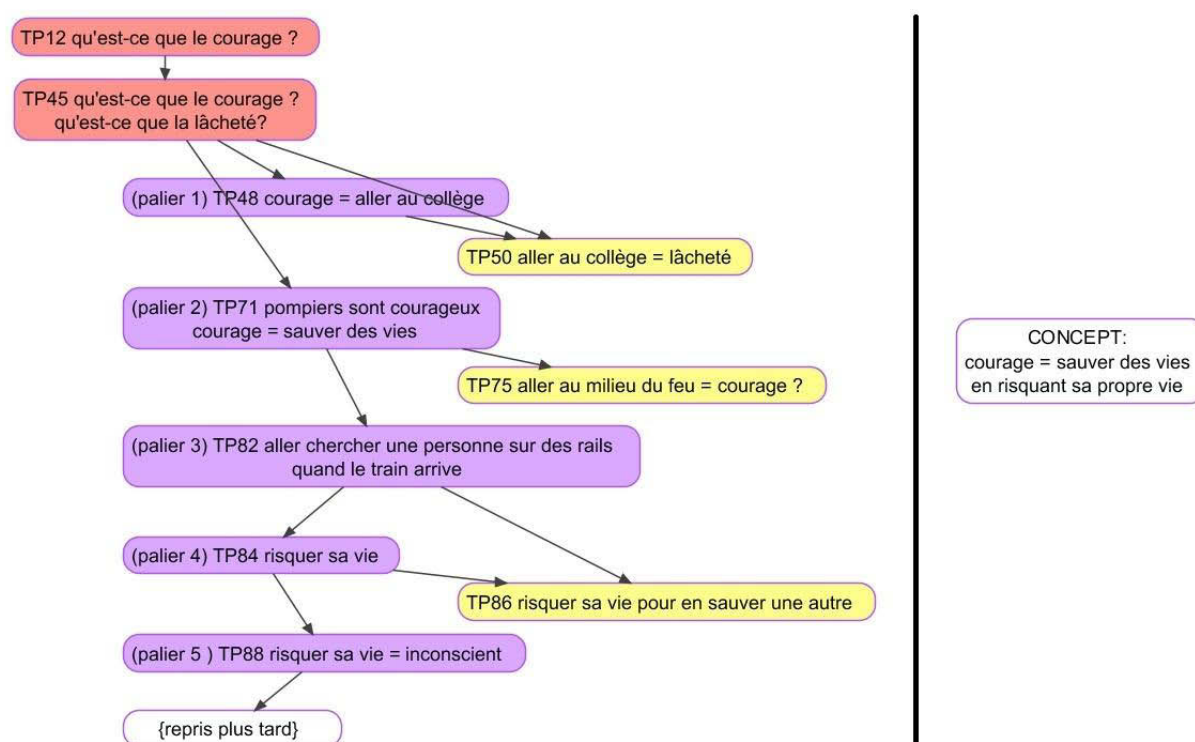 TP12 qu'est-ce que le courage ?
TP45 qu'est-ce que le courage ?
qu'est-ce que la lâcheté?
(palier 1) TP48 courage = aller au collège
TP50 aller au collège = lâcheté
(palier 2) TP71 pompiers sont courageux
courage = sauver des vies
TP75 aller au milieu du feu = courage ?
(palier 3) TP82 aller chercher une personne sur des rails
quand le train arrive
(palier 4) TP84 risquer sa vie
TP86 risquer sa vie pour en sauver une autre
(palier 5 ) TP88 risquer sa vie = inconscient
{repris plus tard}
CONCEPT:
courage = sauver des vies
en risquant sa propre vie